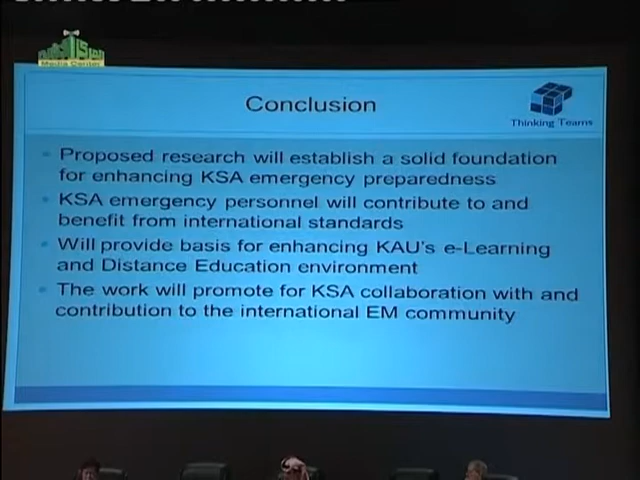 Media Center
Conclusion
Thinking Teams
Proposed research will establish a solid foundation
for enhancing KSA emergency preparedness
KSA emergency personnel will contribute to and
benefit from international standards
Will provide basis for enhancing KAU's e-Learning
and Distance Education environment
The work will promote for KSA collaboration with and
contribution to the international EM community